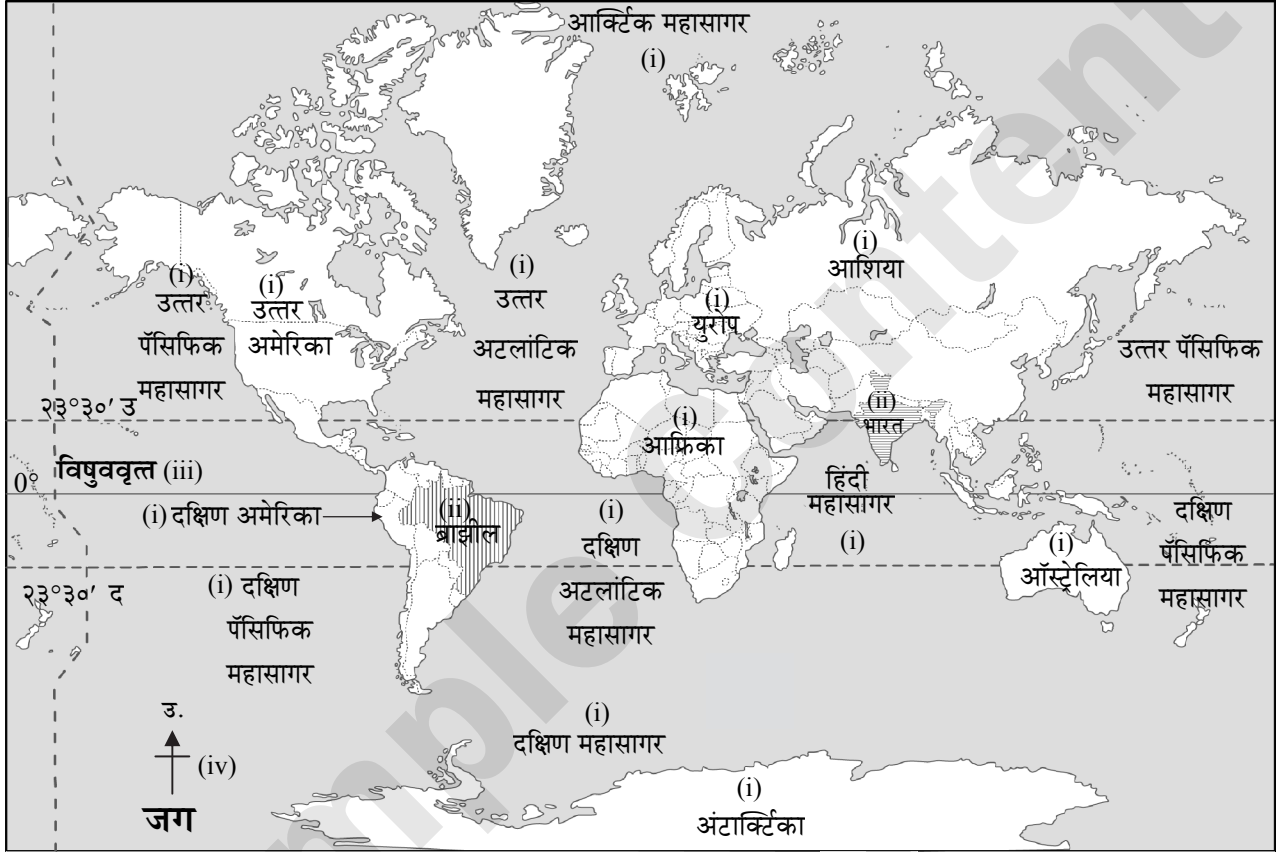 आर्क्टिक महासागर
(i)
(i)
उत्तर
पॅसिफिक
महासागर
(i)
उत्तर
अमेरिका
(i)
उत्तर
अटलांटिक
महासागर
(i)
युरोप
(i)
आशिया
उत्तर पॅसिफिक
महासागर
२३°३०' उ
(i)
आफ्रिका
(ii)
भारत
विषुववृत्त (iii)
0°
हिंदी
महासागर
(i)
(i) दक्षिण अमेरिका
(ii)
ब्राझील
(i)
दक्षिण
अटलांटिक
महासागर
(i)
ऑस्ट्रेलिया
दक्षिण
पॅसिफिक
महासागर
२३°३०' द
(i) दक्षिण
पॅसिफिक
महासागर
उ.
(iv)
जग
(i)
दक्षिण महासागर
(i)
अंटार्क्टिका
mple Content